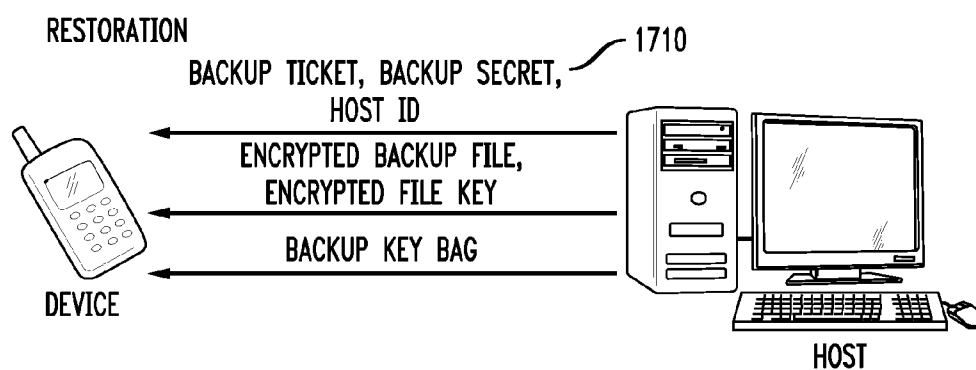 RESTORATION
1710
BACKUP TICKET, BACKUP SECRET,
HOST ID
ENCRYPTED BACKUP FILE,
ENCRYPTED FILE KEY
BACKUP KEY BAG
DEVICE
HOST